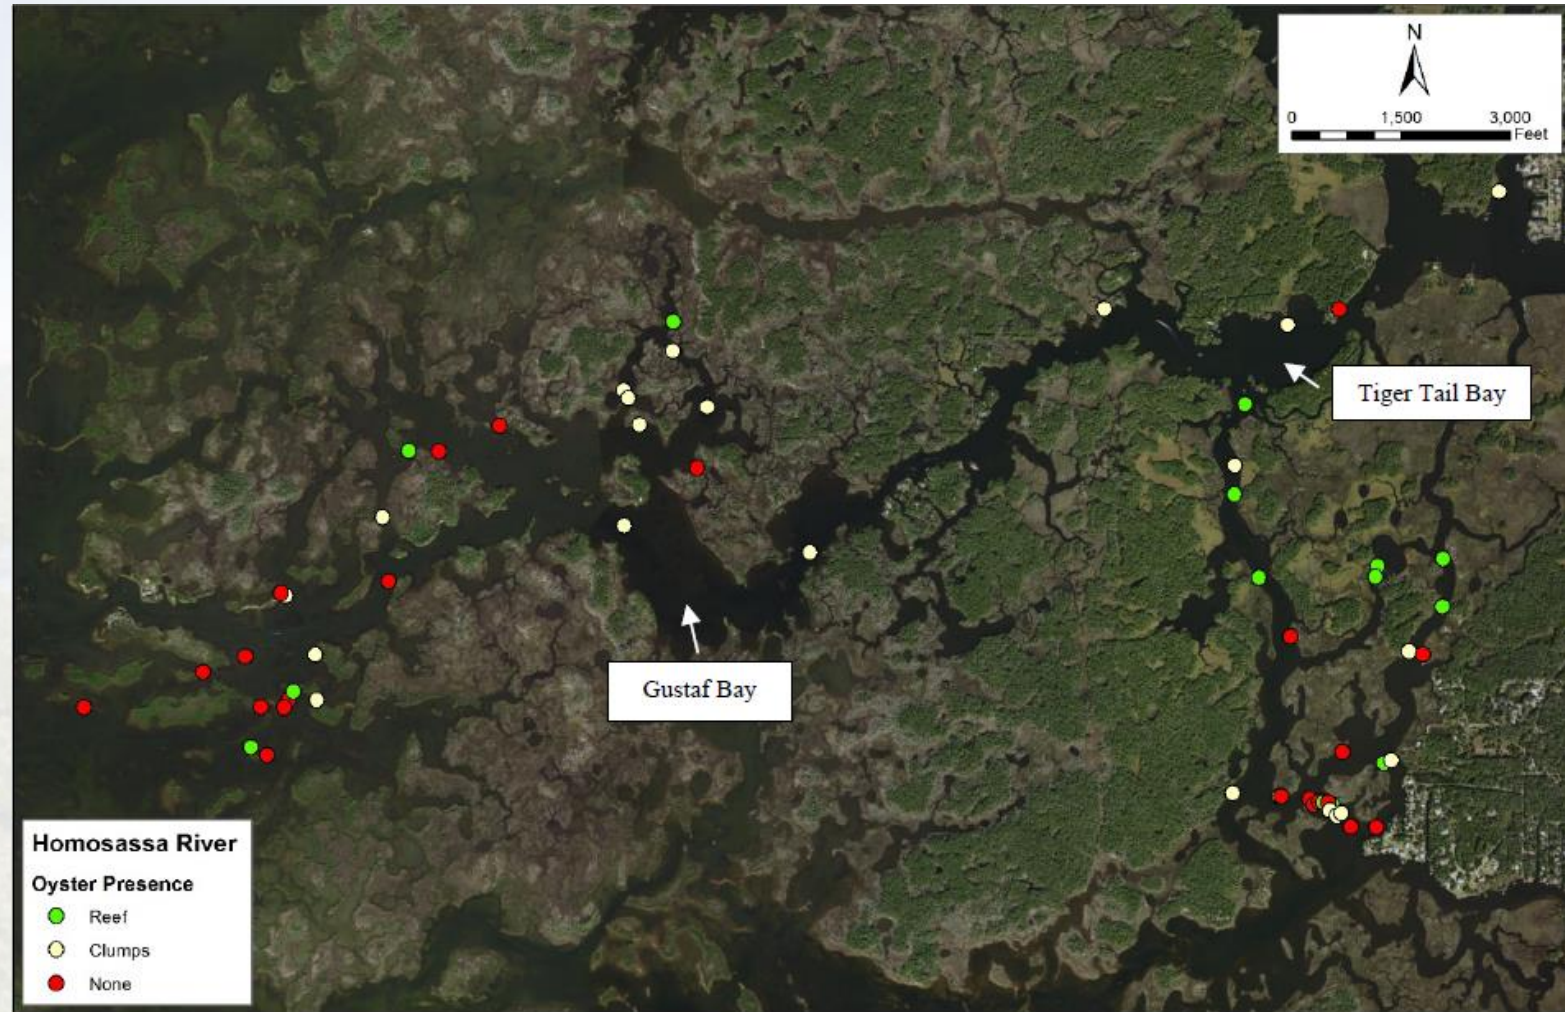 N
0 1,500 3,000
Feet
Tiger Tail Bay
Gustaf Bay
Homosassa River
Oyster Presence
Reef
Clumps
None